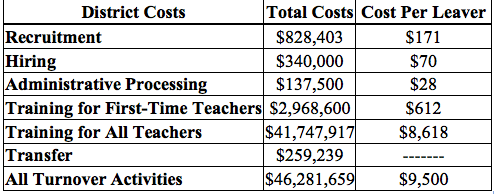 District Costs Total Costs Cost Per Leaver
Recruitment $828,403 $171
Hiring $340,000 $70
Administrative Processing $137,500 $28
Training for First-Time Teachers $2,968,600 $612
Training for All Teachers $41,747,917 $8,618
Transfer $259,239 -------
All Turnover Activities $46,281,659 $9,500